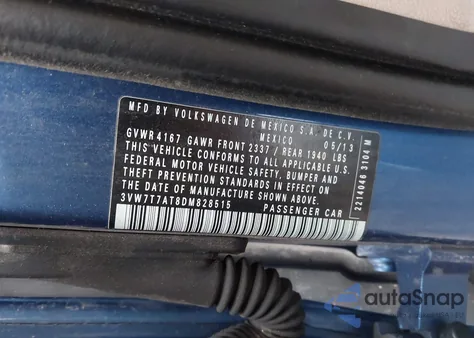 MFD BY VOLKSWAGEN DE MEXICO S.A. DE C.V.
MEXICO 05/13
GVWR 4167 GAWR FRONT 2337 / REAR 1940 LBS
THIS VEHICLE CONFORMS TO ALL APPLICABLE U.S.
FEDERAL MOTOR VEHICLE SAFETY, BUMPER AND
THEFT PREVENTION STANDARDS IN EFFECT ON
THE DATE OF MANUFACTURE SHOWN ABOVE.
3VW7T7AT8DM828515 PASSENGER CAR
2214046 3104 M
autoSnap